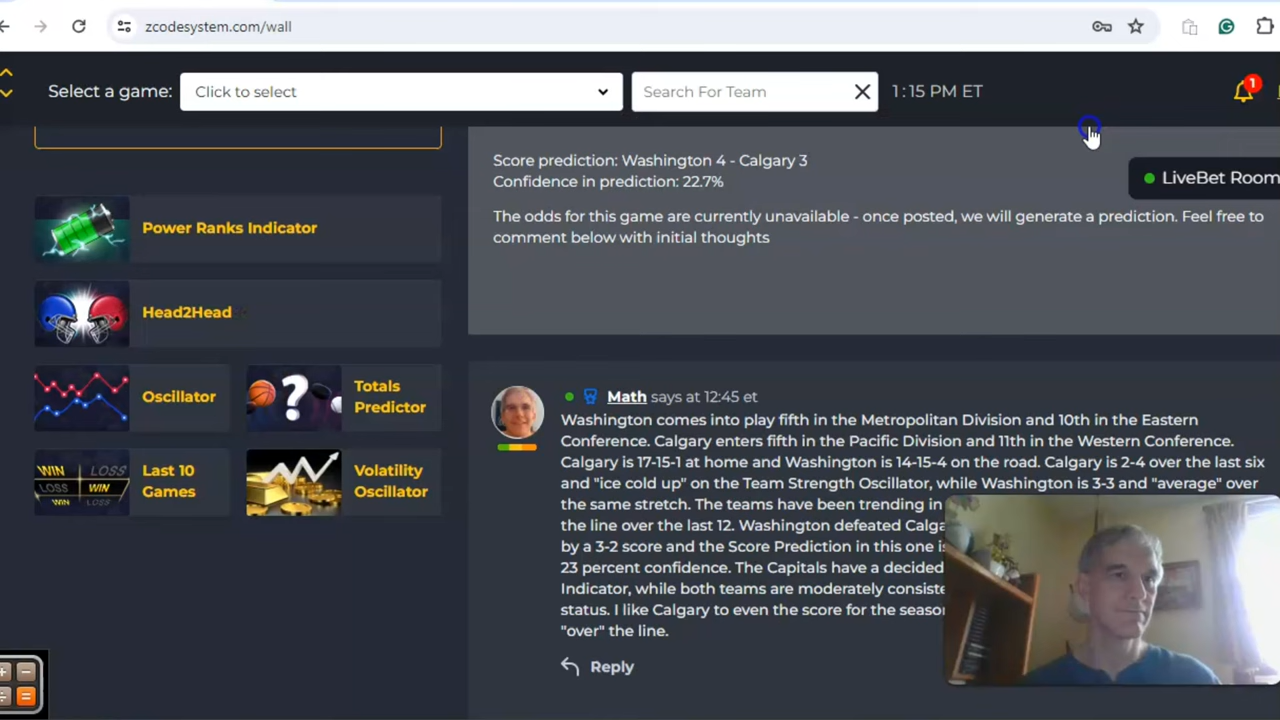 zcodesystem.com/wall
Select a game:
Click to select
Search For Team
1:15 PM ET
1
Score prediction: Washington 4 - Calgary 3
Confidence in prediction: 22.7%
LiveBet Room
The odds for this game are currently unavailable - once posted, we will generate a prediction. Feel free to
comment below with initial thoughts
Power Ranks Indicator
Head2Head
Oscillator
Totals
Predictor
WIN LOSS
LOSS WIN
WIN LOSS
Last 10
Games
Volatility
Oscillator
Math says at 12:45 et
Washington comes into play fifth in the Metropolitan Division and 10th in the Eastern
Conference. Calgary enters fifth in the Pacific Division and 11th in the Western Conference.
Calgary is 17-15-1 at home and Washington is 14-15-4 on the road. Calgary is 2-4 over the last six
and "ice cold up" on the Team Strength Oscillator, while Washington is 3-3 and "average" over
the same stretch. The teams have been trending in
the line over the last 12. Washington defeated
by a 3-2 score and the Score Prediction in this one
23 percent confidence. The Capitals have a decided
Indicator, while both teams are moderately
status. I like Calgary to even the score for the
"over" the line.
Reply